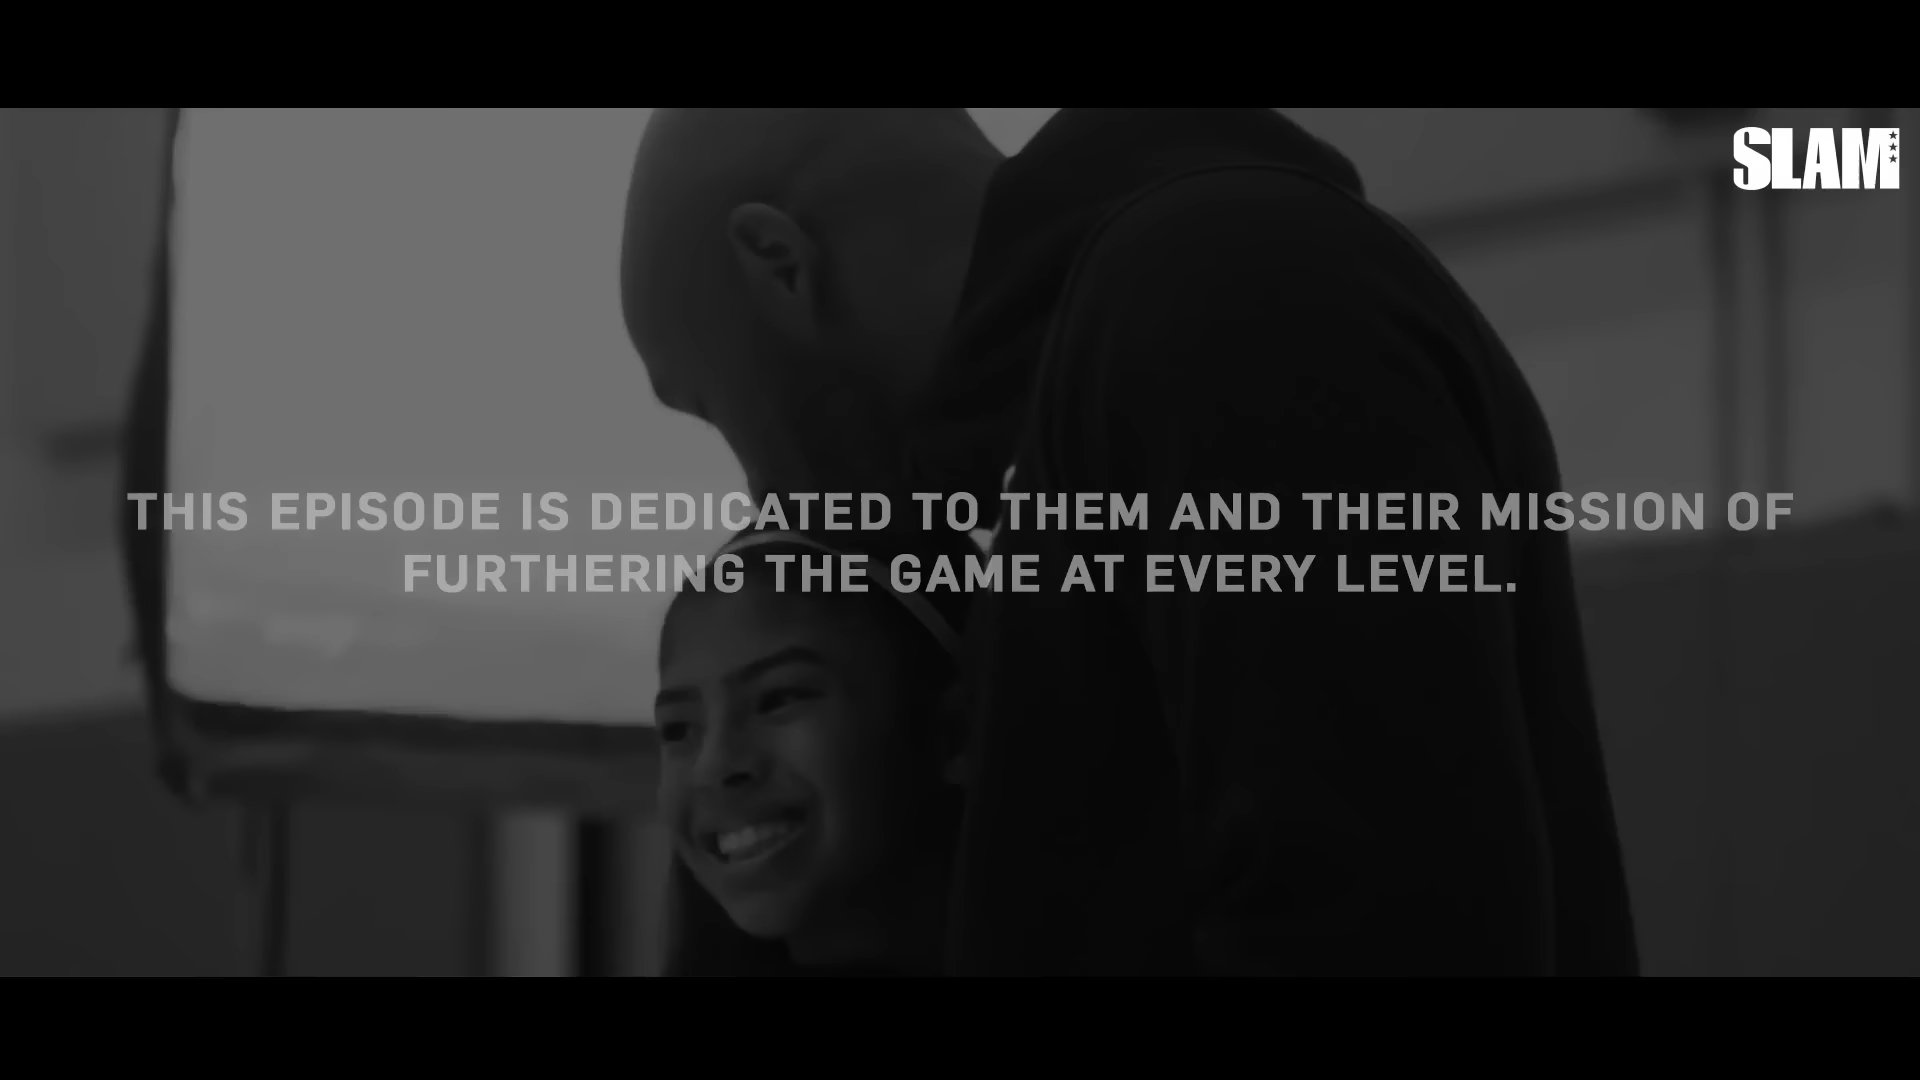 SLAM
THIS EPISODE IS DEDICATED TO THEM AND THEIR MISSION OF
FURTHERING THE GAME AT EVERY LEVEL.